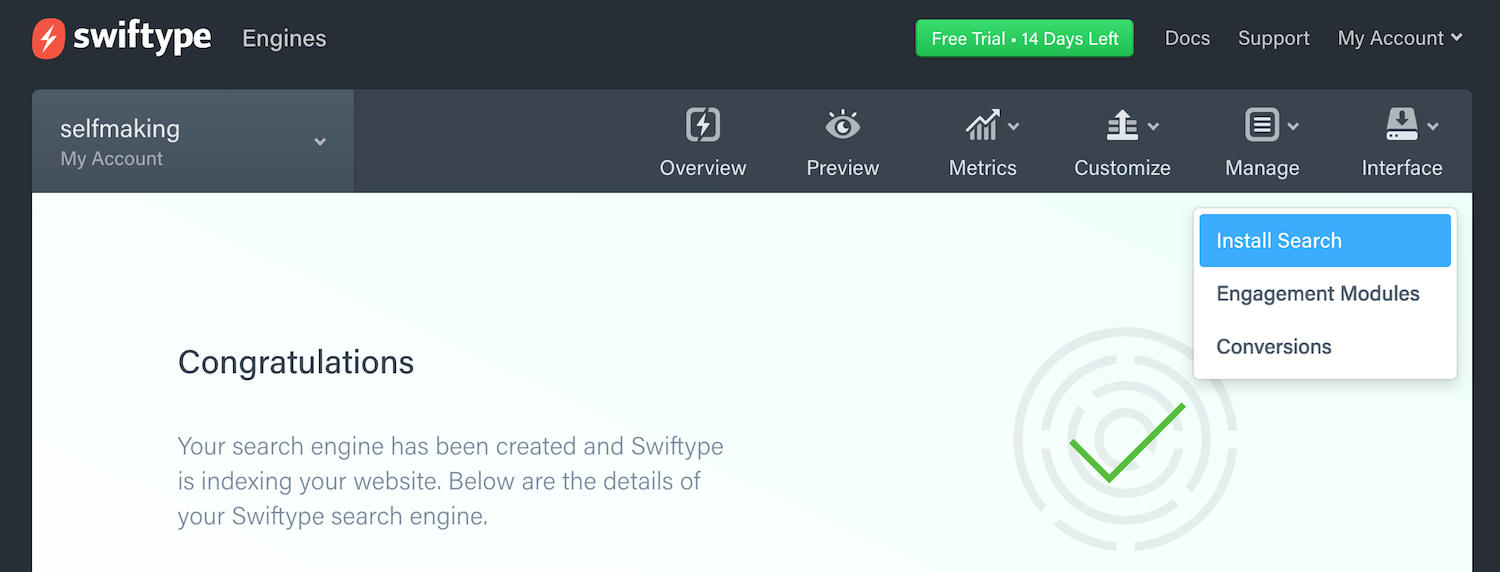 swiftype Engines Free Trial • 14 Days Left Docs Support My Account
selfmaking
My Account
Overview Preview Metrics Customize Manage Interface
Install Search
Engagement Modules
Conversions
Congratulations
Your search engine has been created and Swiftype
is indexing your website. Below are the details of
your Swiftype search engine.